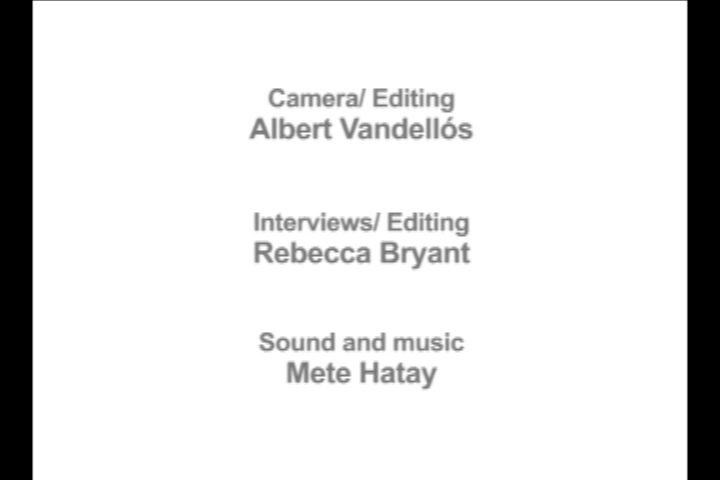 Camera/ Editing
Albert Vandellós
Interviews/ Editing
Rebecca Bryant
Sound and music
Mete Hatay